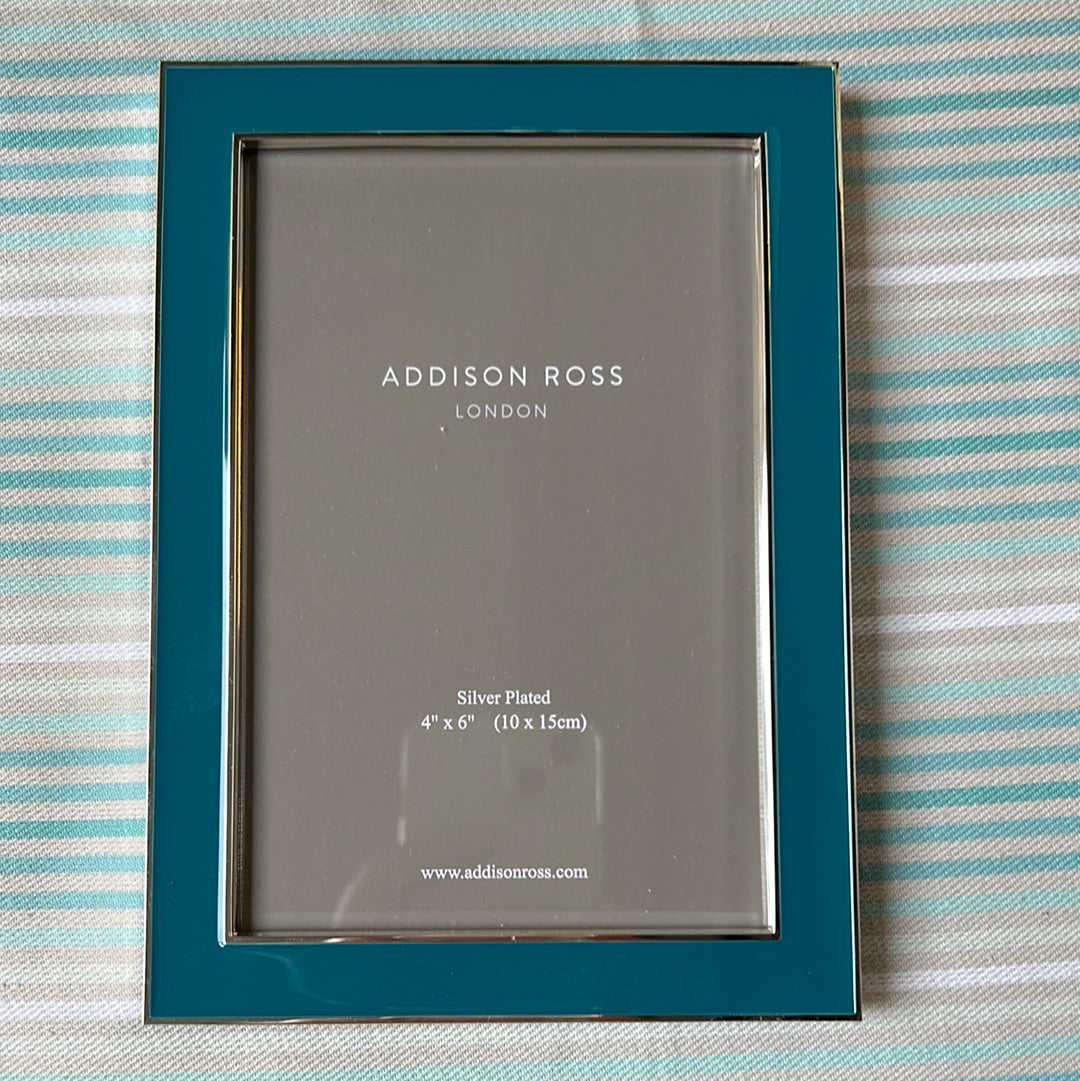 ADDISON ROSS
LONDON
Silver Plated
4" x 6" (10 x 15cm)
www.addisonross.com